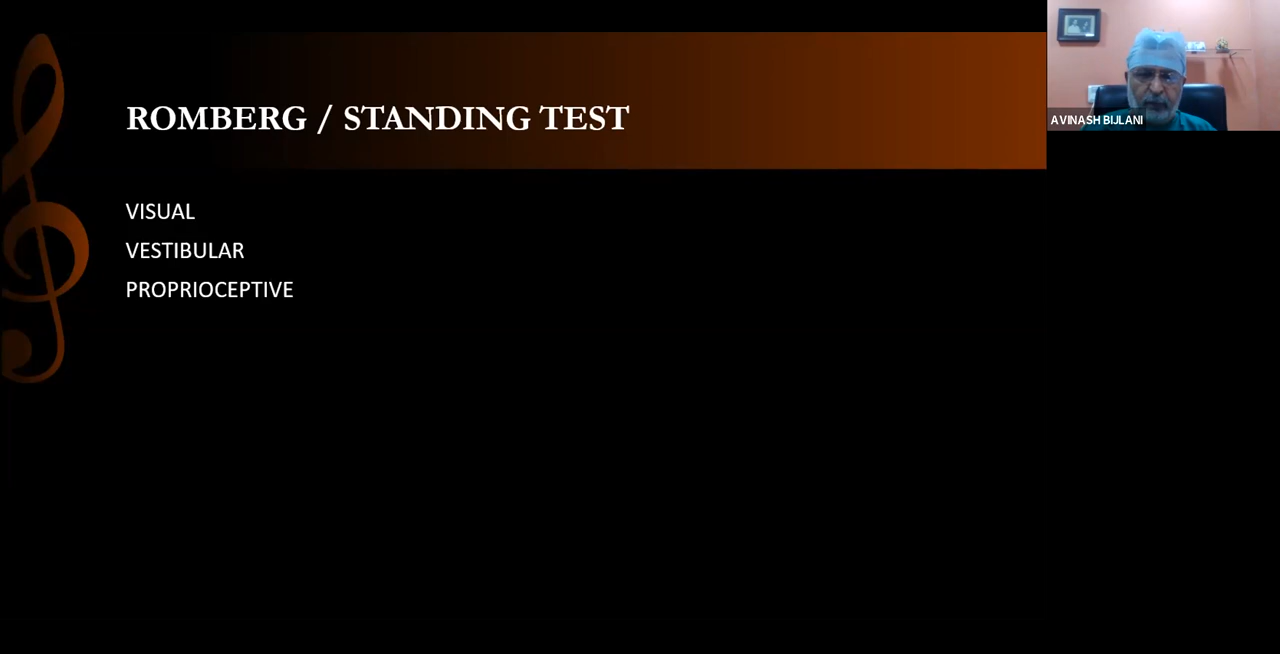 ROMBERG / STANDING TEST
AVINASH BIJLANI
VISUAL
VESTIBULAR
PROPRIOCEPTIVE